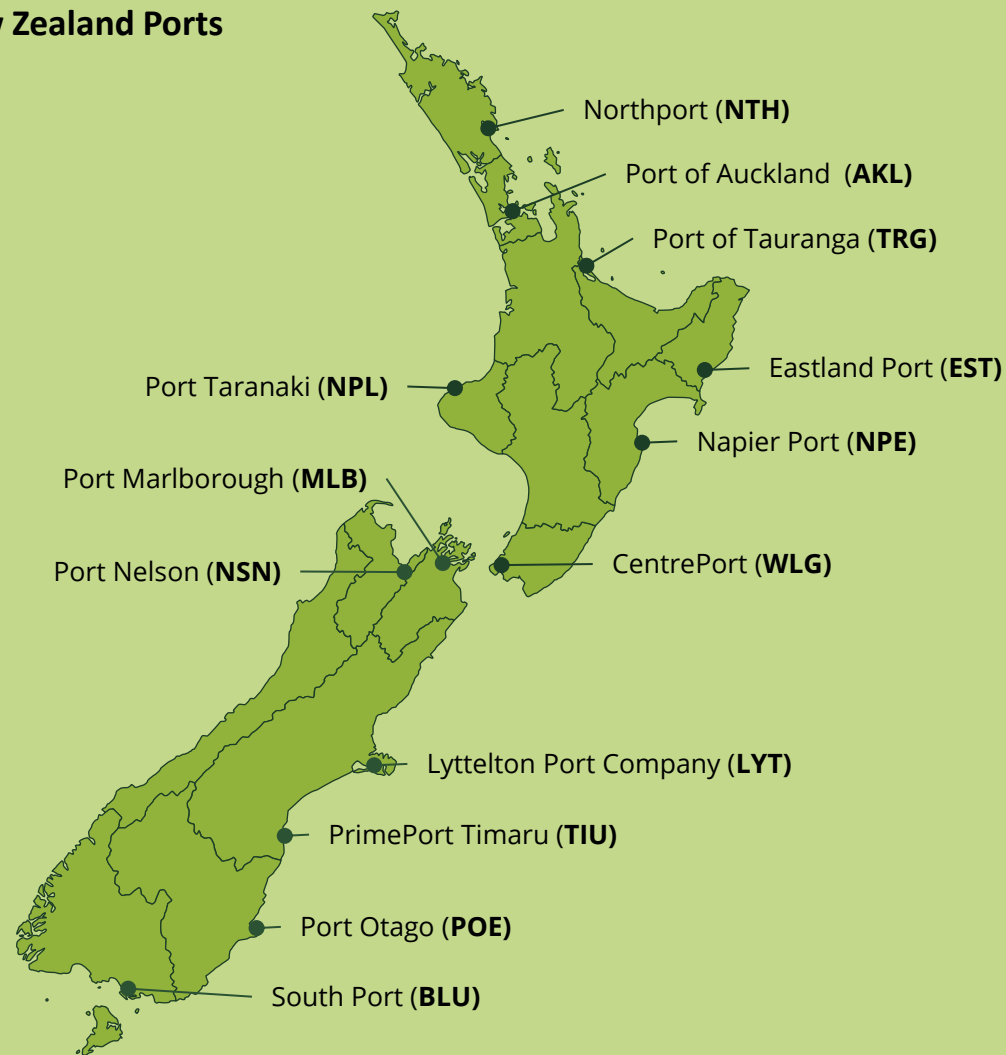 Zealand Ports
Northport (NTH)
Port of Auckland (AKL)
Port of Tauranga (TRG)
Eastland Port (EST)
Port Taranaki (NPL)
Napier Port (NPE)
Port Marlborough (MLB)
CentrePort (WLG)
Port Nelson (NSN)
Lyttelton Port Company (LYT)
PrimePort Timaru (TIU)
Port Otago (POE)
South Port (BLU)